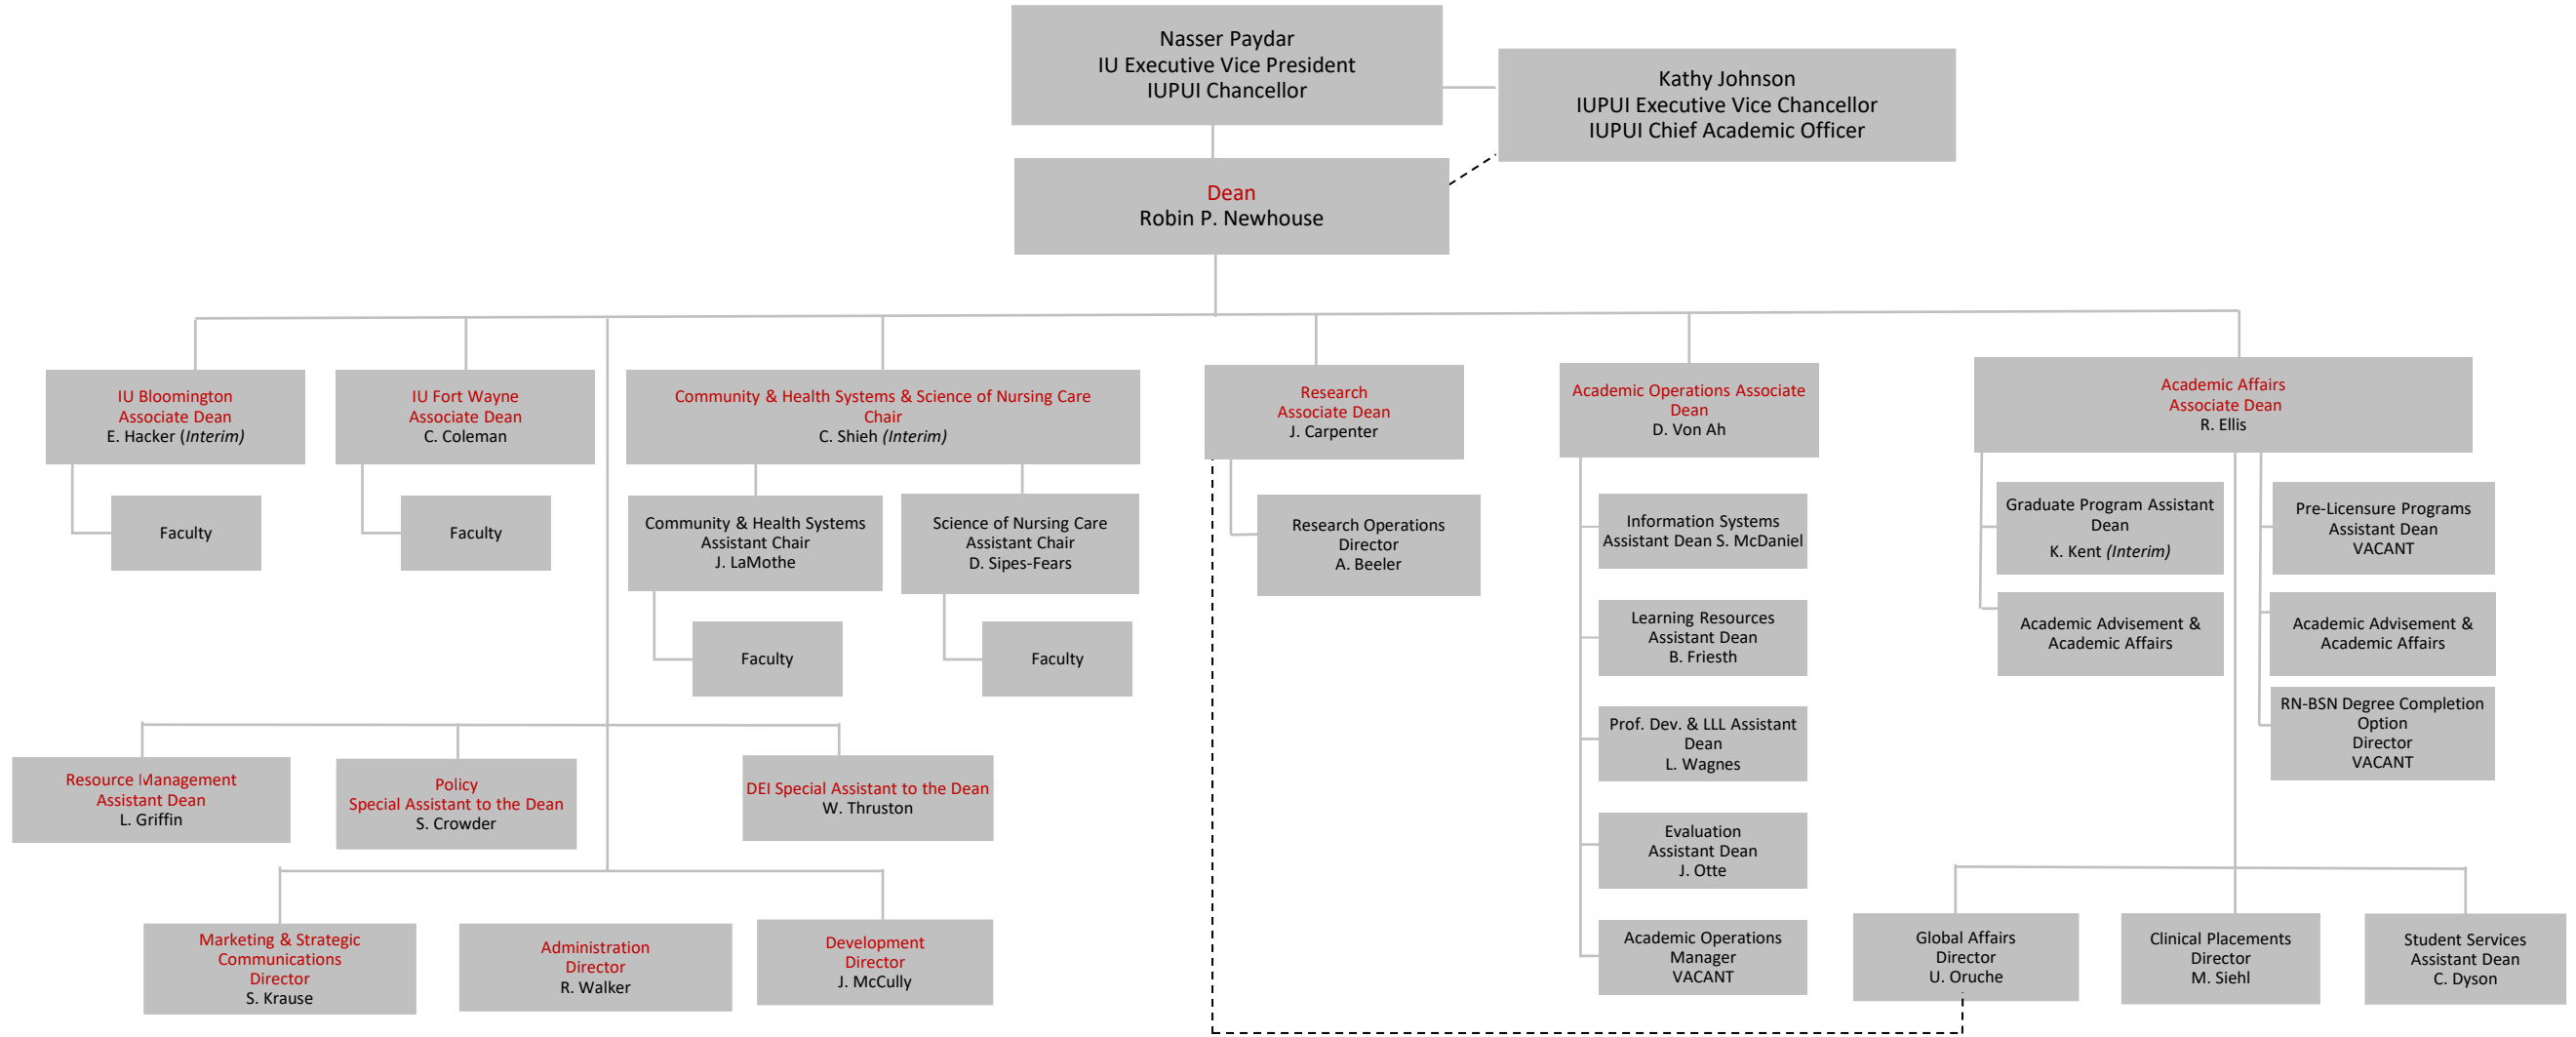 Nasser Paydar
IU Executive Vice President
IUPUI Chancellor
Kathy Johnson
IUPUI Executive Vice Chancellor
IUPUI Chief Academic Officer
Dean
Robin P. Newhouse
IU Bloomington
Associate Dean
E. Hacker (Interim)
Faculty
IU Fort Wayne
Associate Dean
C. Coleman
Faculty
Community & Health Systems & Science of Nursing Care
Chair
C. Shieh (Interim)
Community & Health Systems
Assistant Chair
J. LaMothe
Faculty
Science of Nursing Care
Assistant Chair
D. Sipes-Fears
Faculty
Research
Associate Dean
J. Carpenter
Research Operations
Director
A. Beeler
Academic Operations Associate
Dean
D. Von Ah
Information Systems
Assistant Dean S. McDaniel
Learning Resources
Assistant Dean
B. Friesth
Prof. Dev. & LLL Assistant
Dean
L. Wagnes
Evaluation
Assistant Dean
J. Otte
Academic Operations
Manager
VACANT
Academic Affairs
Associate Dean
R. Ellis
Graduate Program Assistant
Dean
K. Kent (Interim)
Academic Advisement &
Academic Affairs
Pre-Licensure Programs
Assistant Dean
VACANT
Academic Advisement &
Academic Affairs
RN-BSN Degree Completion
Option
Director
VACANT
Resource Management
Assistant Dean
L. Griffin
Policy
Special Assistant to the Dean
S. Crowder
DEI Special Assistant to the Dean
W. Thruston
Marketing & Strategic
Communications
Director
S. Krause
Administration
Director
R. Walker
Development
Director
J. McCully
Global Affairs
Director
U. Oruche
Clinical Placements
Director
M. Siehl
Student Services
Assistant Dean
C. Dyson